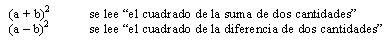 (a + b)² se lee “el cuadrado de la suma de dos cantidades”
(a – b)² se lee “el cuadrado de la diferencia de dos cantidades”